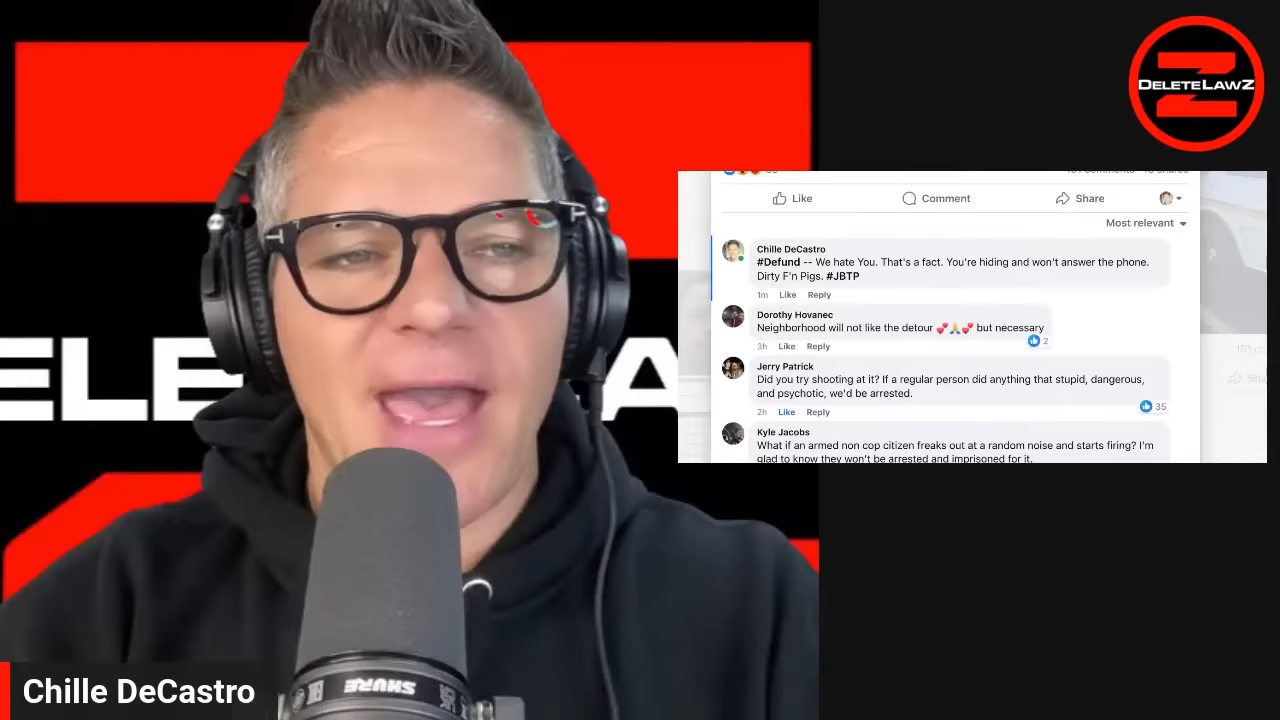 DELETELAWZ
Like
Comment
Share
Most relevant
Chille DeCastro
#Defund -- We hate You. That's a fact. You're hiding and won't answer the phone.
Dirty F'n Pigs. #JBTP
1m Like Reply
Dorothy Hovanec
Neighborhood will not like the detour 💕🙏💕 but necessary
2
3h Like Reply
Jerry Patrick
Did you try shooting at it? If a regular person did anything that stupid, dangerous,
and psychotic, we'd be arrested.
35
2h Like Reply
Kyle Jacobs
What if an armed non cop citizen freaks out at a random noise and starts firing? I'm
glad to know they won't be arrested and imprisoned for it.
ELE
A
SHURE
Chille DeCastro